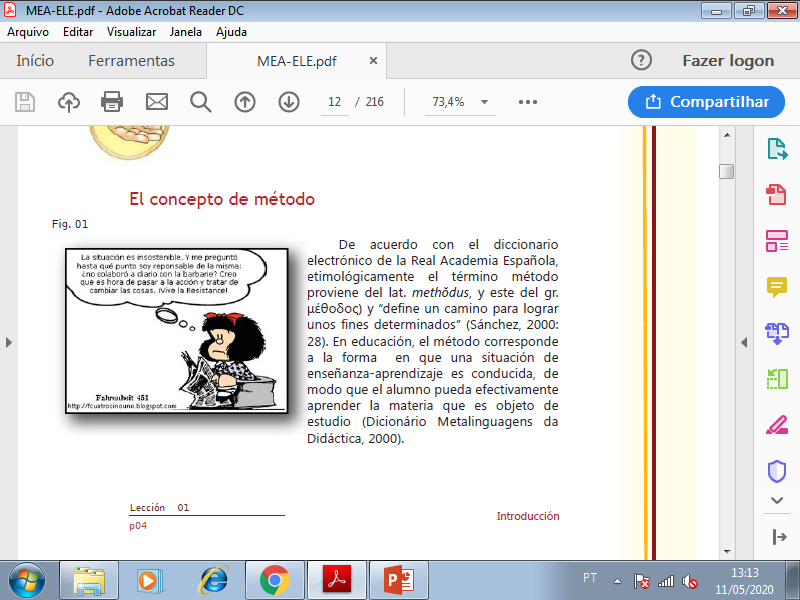 MEA-ELE.pdf - Adobe Acrobat Reader DC
Arquivo Editar Visualizar Janela Ajuda
Início Ferramentas MEA-ELE.pdf × ? Fazer logon
12 / 216 73,4% Compartilhar
El concepto de método
Fig. 01
La situación es insostenible. Y me preguntó
hasta qué punto soy reponsable de la misma:
¿no colaboró a diario con la barbarie? Creo
que es hora de pasar a la acción y tratar de
cambiar las cosas. ¡Vive la Resistance!
Fahrenheit 451
http://fcuatrocinouno.blogspot.com
De acuerdo con el diccionario
electrónico de la Real Academia Española,
etimológicamente el término método
proviene del lat. methŏdus, y este del gr.
μέθοδος) y “define un camino para lograr
unos fines determinados” (Sánchez, 2000:
28). En educación, el método corresponde
a la forma en que una situación de
enseñanza-aprendizaje es conducida, de
modo que el alumno pueda efectivamente
aprender la materia que es objeto de
estudio (Dicionário Metalinguagens da
Didáctica, 2000).
Lección 01
p04
Introducción
PT 13:13
11/05/2020